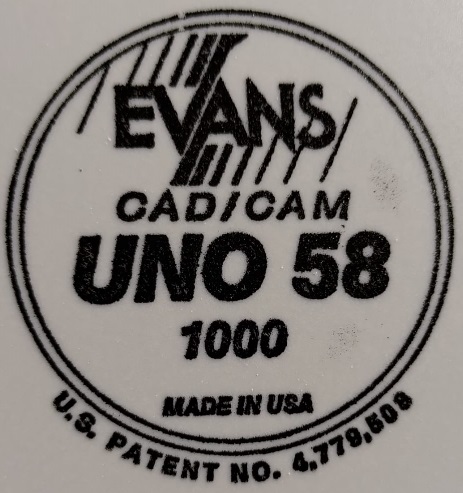 EVANS
CAD/CAM
UNO 58
1000
MADE IN USA
U.S. PATENT NO. 4,779,508